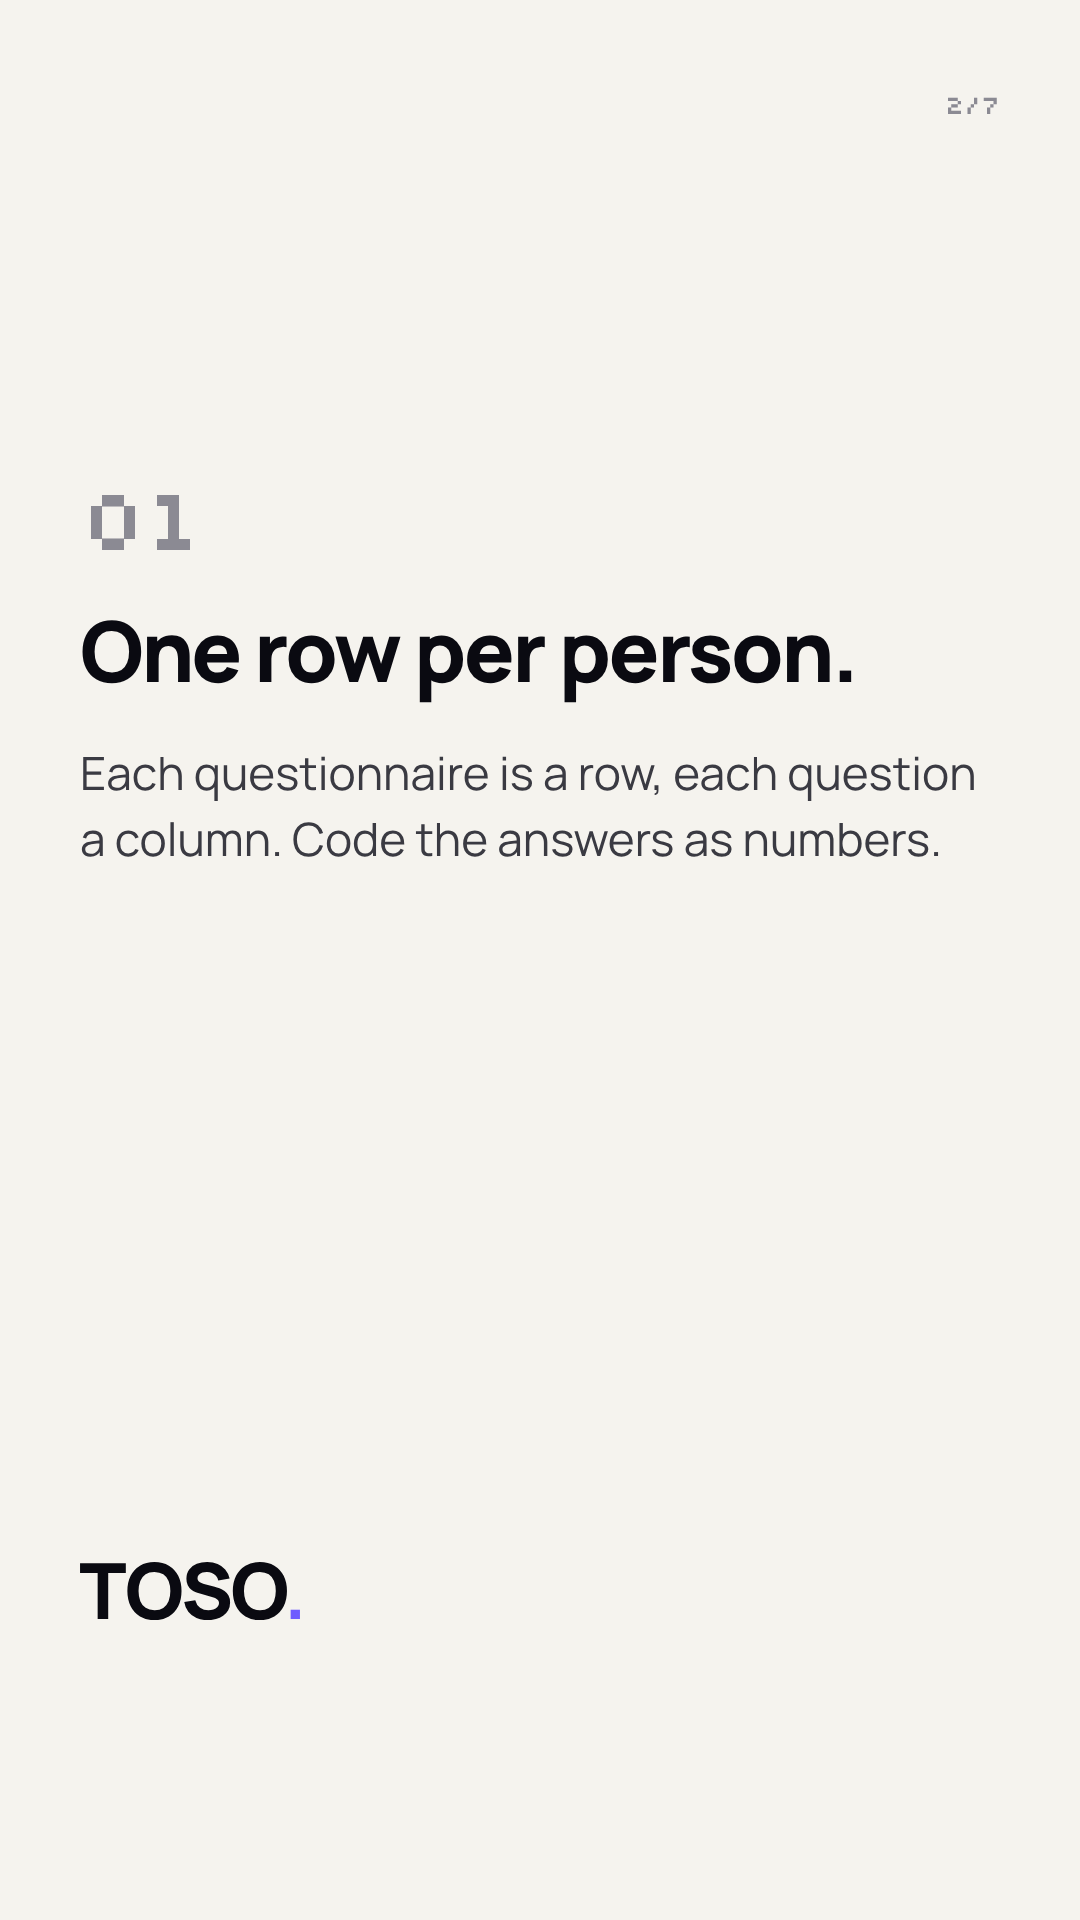 2/7
01
One row per person.
Each questionnaire is a row, each question
a column. Code the answers as numbers.
TOSO.